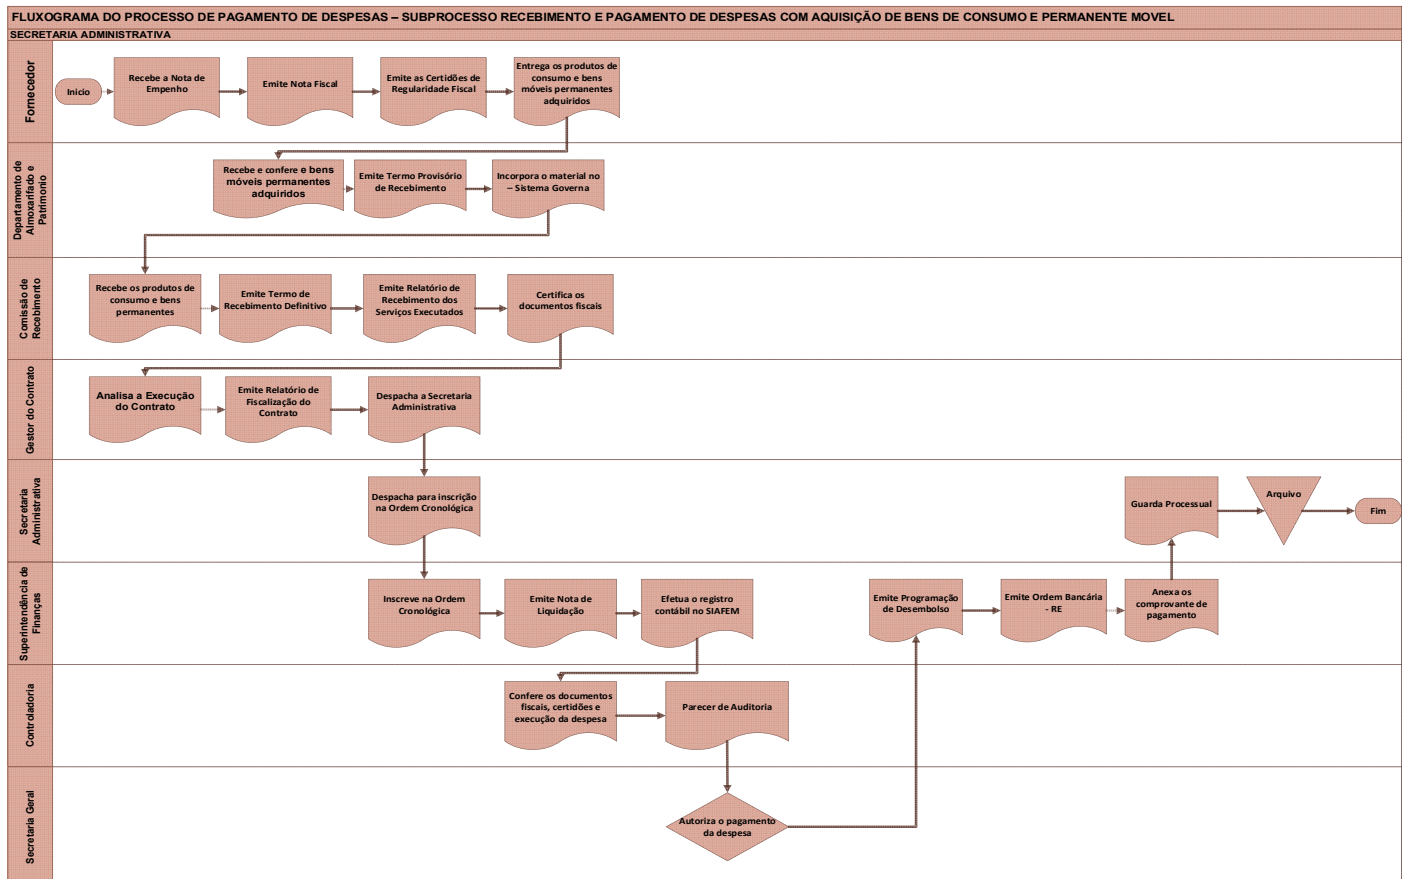 FLUXOGRAMA DO PROCESSO DE PAGAMENTO DE DESPESAS – SUBPROCESSO RECEBIMENTO E PAGAMENTO DE DESPESAS COM AQUISIÇÃO DE BENS DE CONSUMO E PERMANENTE MOVEL
SECRETARIA ADMINISTRATIVA
Fornecedor
Inicio
Recebe a Nota de
Empenho
Emite Nota Fiscal
Emite as Certidões de
Regularidade Fiscal
Entrega os produtos de
consumo e bens
móveis permanentes
adquiridos
Departamento de
Almoxarifado e
Patrimonio
Recebe e confere e bens
móveis permanentes
adquiridos
Emite Termo Provisório
de Recebimento
Incorpora o material no
– Sistema Governa
Comissão de
Recebimento
Recebe os produtos de
consumo e bens
permanentes
Emite Termo de
Recebimento Definitivo
Emite Relatório de
Recebimento dos
Serviços Executados
Certifica os
documentos fiscais
Gestor do Contrato
Analisa a Execução
do Contrato
Emite Relatório de
Fiscalização do
Contrato
Despacha a Secretaria
Administrativa
Secretaria
Administrativa
Despacha para inscrição
na Ordem Cronológica
Guarda Processual
Arquivo
Fim
Superintendência de
Finanças
Inscreve na Ordem
Cronológica
Emite Nota de
Liquidação
Efetua o registro
contábil no SIAFEM
Emite Programação
de Desembolso
Emite Ordem Bancária
- RE
Anexa os
comprovante de
pagamento
Controladoria
Confere os documentos
fiscais, certidões e
execução da despesa
Parecer de Auditoria
Secretaria Geral
Autoriza o pagamento
da despesa